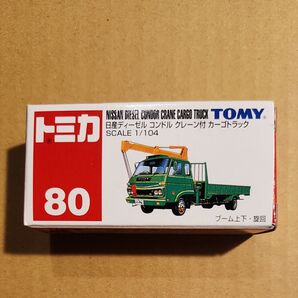 NISSAN DIESEL CONDOR CRANE CARGO TRUCK TOMY
日産ディーゼル コンドル クレーン付 カーゴトラック
SCALE 1/104
トミカ
80
ブーム上下・旋回